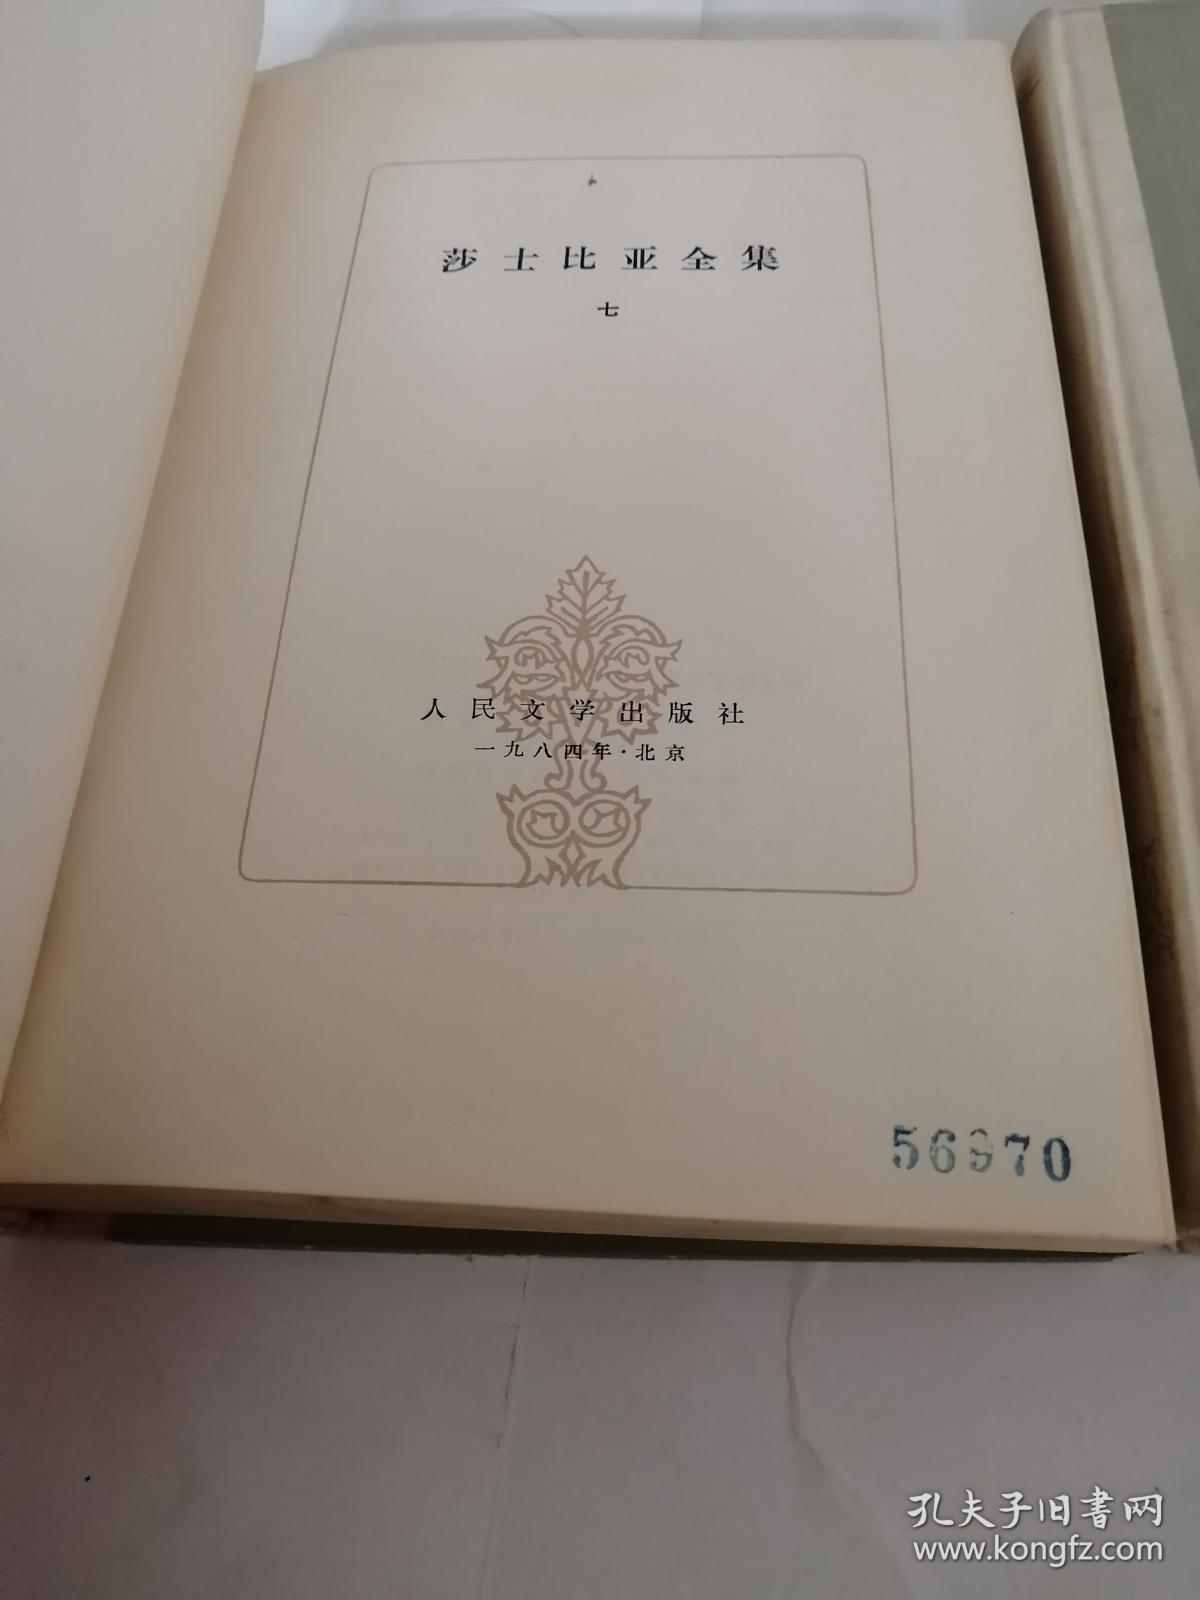 莎士比亚全集
七
人民文学出版社
一九八四年·北京
56970
孔夫子旧书网
www.kongfz.com